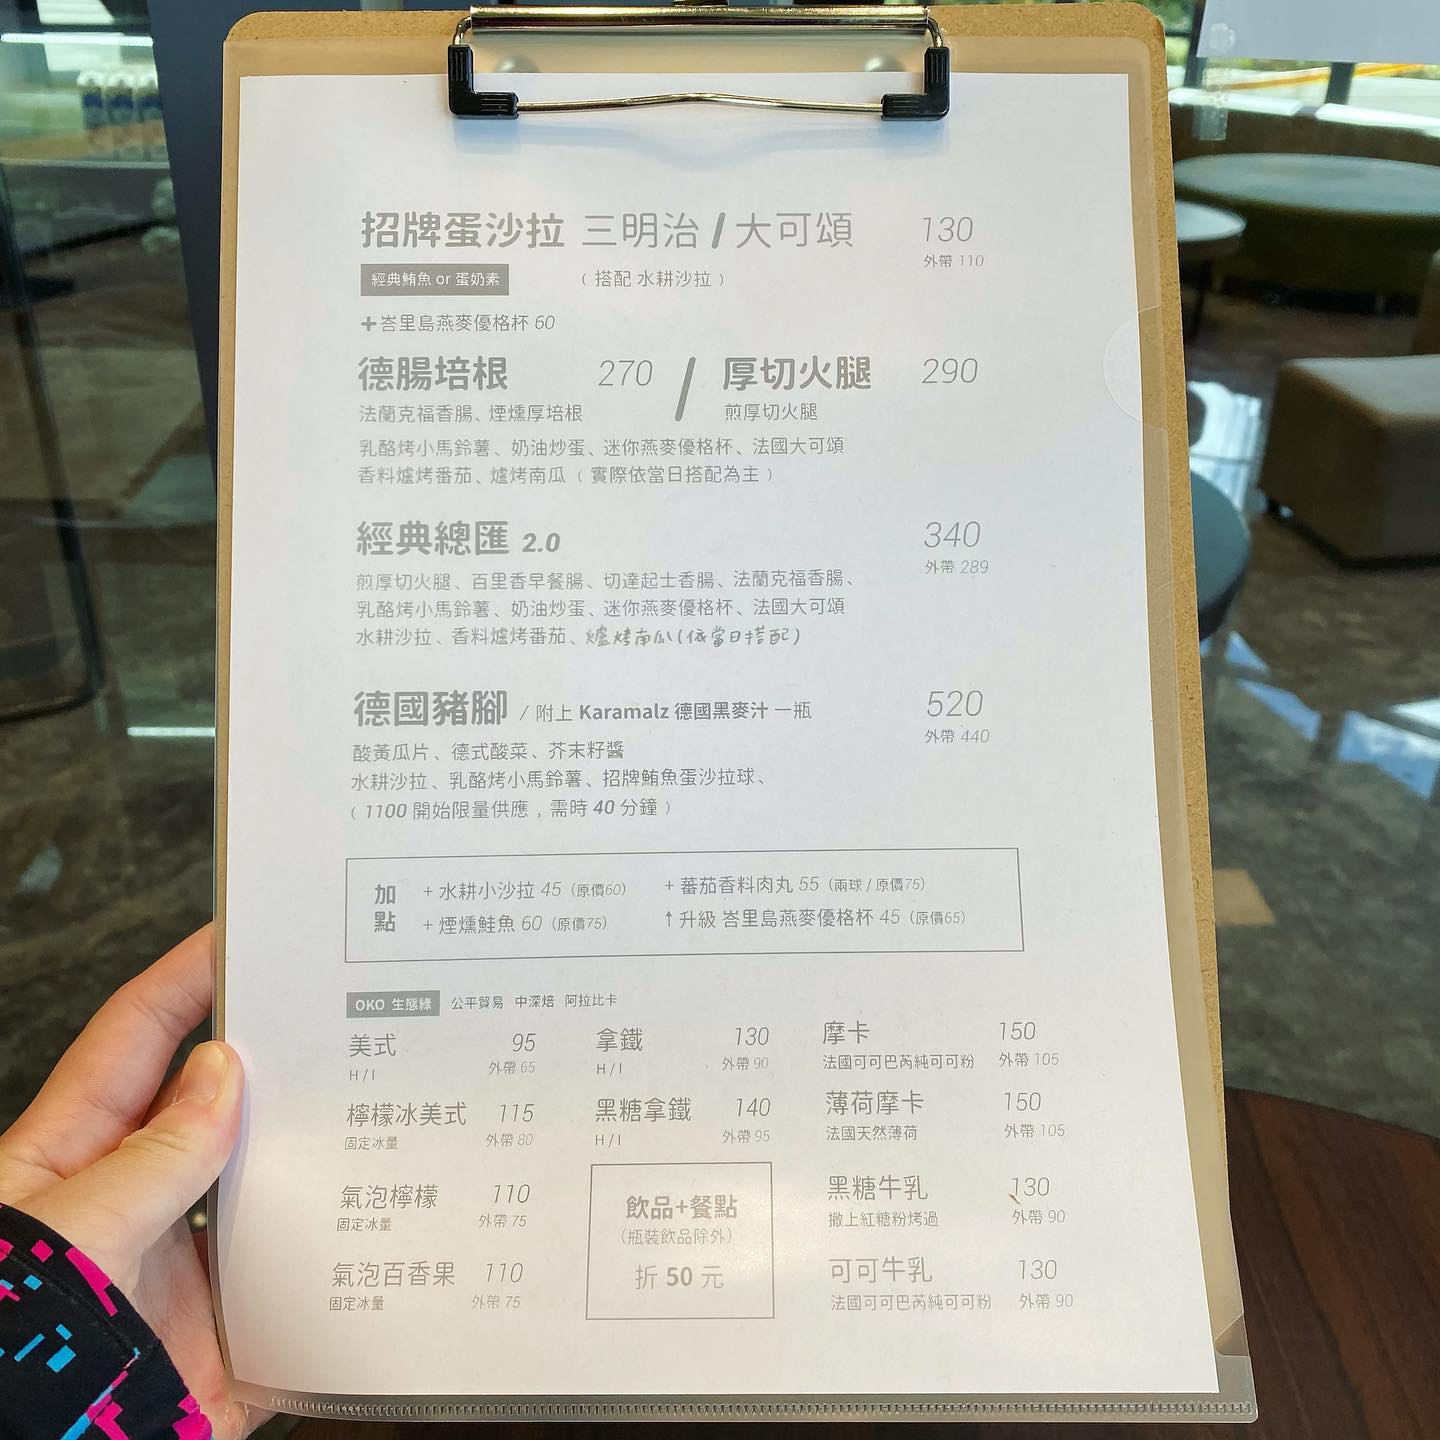 招牌蛋沙拉 三明治 / 大可頌 130
經典鮪魚 or 蛋奶素 （ 搭配 水耕沙拉 ） 外帶 110
+ 峇里島燕麥優格杯 60
德腸培根 270 / 厚切火腿 290
法蘭克福香腸、煙燻厚培根 煎厚切火腿
乳酪烤小馬鈴薯、奶油炒蛋、迷你燕麥優格杯、法國大可頌
香料爐烤番茄、爐烤南瓜 （ 實際依當日搭配為主 ）
經典總匯 2.0 340
外帶 289
煎厚切火腿、百里香早餐腸、切達起士香腸、法蘭克福香腸、
乳酪烤小馬鈴薯、奶油炒蛋、迷你燕麥優格杯、法國大可頌
水耕沙拉、香料爐烤番茄、爐烤南瓜(依當日搭配)
德國豬腳 / 附上 Karamalz 德國黑麥汁 一瓶 520
外帶 440
酸黃瓜片、德式酸菜、芥末籽醬
水耕沙拉、乳酪烤小馬鈴薯、招牌鮪魚蛋沙拉球、
（ 1100 開始限量供應，需時 40 分鐘 ）
加點
+ 水耕小沙拉 45（原價60） + 蕃茄香料肉丸 55（兩球 / 原價75）
+ 煙燻鮭魚 60（原價75） ↑ 升級 峇里島燕麥優格杯 45（原價65）
OKO 生態綠 公平貿易 中深焙 阿拉比卡
美式 95 拿鐵 130 摩卡 150
H / I 外帶 65 H / I 外帶 90 法國可可巴芮純可可粉 外帶 105
檸檬冰美式 115 黑糖拿鐵 140 薄荷摩卡 150
固定冰量 外帶 80 H / I 外帶 95 法國天然薄荷 外帶 105
氣泡檸檬 110 黑糖牛乳 130
固定冰量 外帶 75 撒上紅糖粉烤過 外帶 90
氣泡百香果 110 可可牛乳 130
固定冰量 外帶 75 法國可可巴芮純可可粉 外帶 90
飲品+餐點
（瓶裝飲品除外）
折 50 元